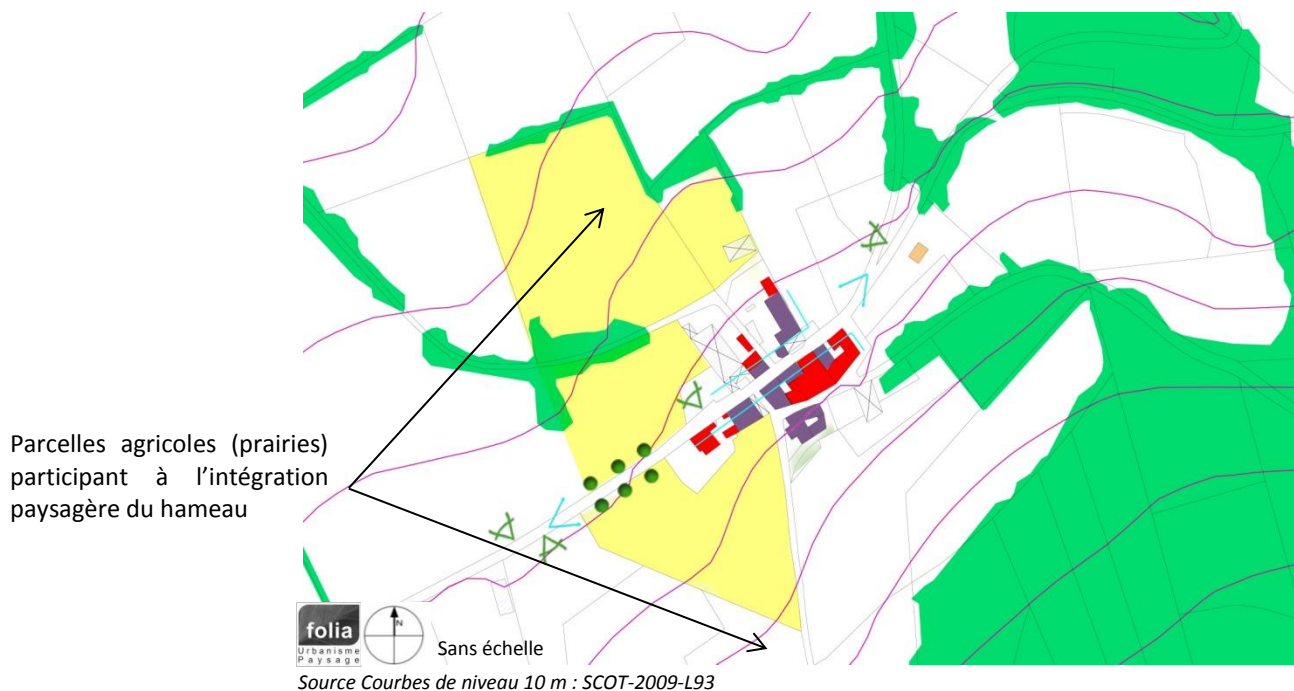 Parcelles agricoles (prairies)
participant à l’intégration
paysagère du hameau
folia
Urbanisme
Paysage
N
Sans échelle
Source Courbes de niveau 10 m : SCOT-2009-L93